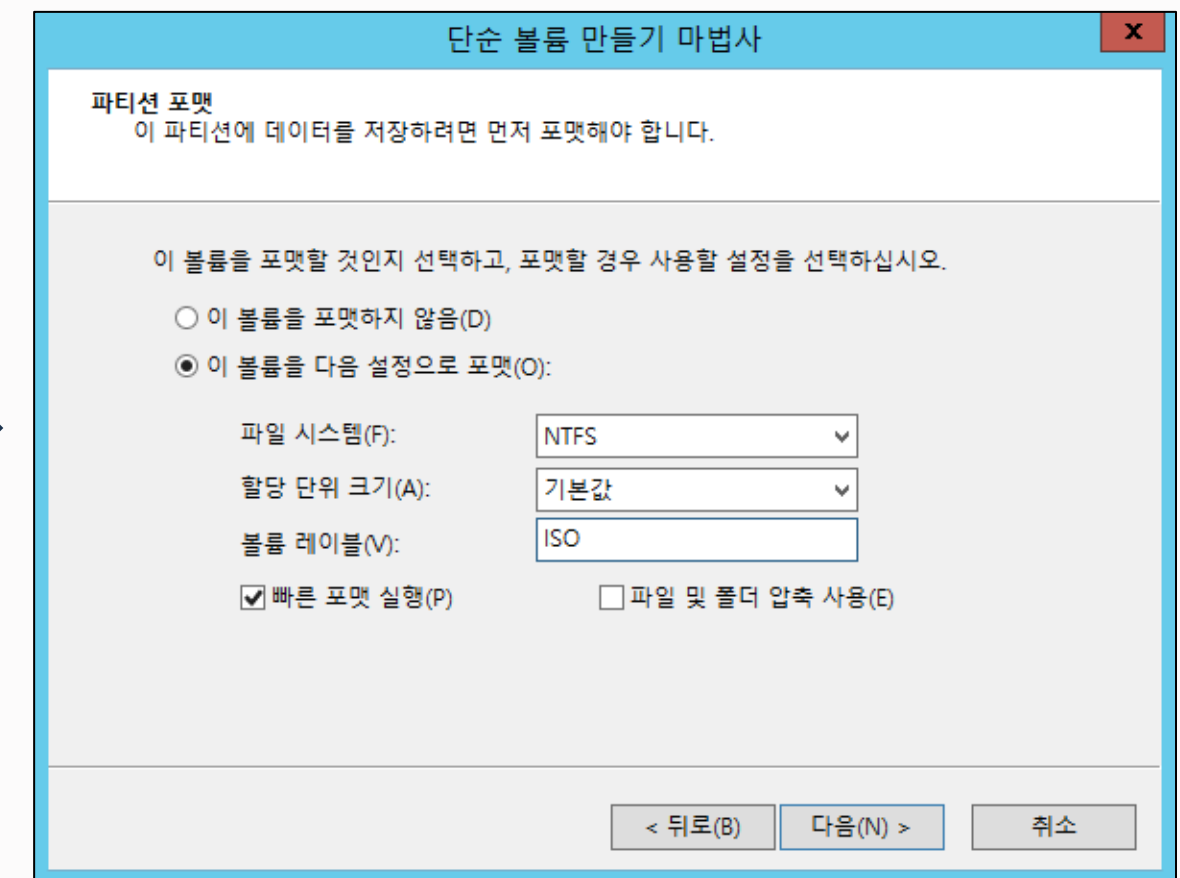 단순 볼륨 만들기 마법사
x
파티션 포맷
이 파티션에 데이터를 저장하려면 먼저 포맷해야 합니다.
이 볼륨을 포맷할 것인지 선택하고, 포맷할 경우 사용할 설정을 선택하십시오.
이 볼륨을 포맷하지 않음(D)
이 볼륨을 다음 설정으로 포맷(O):
파일 시스템(F): NTFS
할당 단위 크기(A): 기본값
볼륨 레이블(V): ISO
빠른 포맷 실행(P) 파일 및 폴더 압축 사용(E)
< 뒤로(B) 다음(N) > 취소